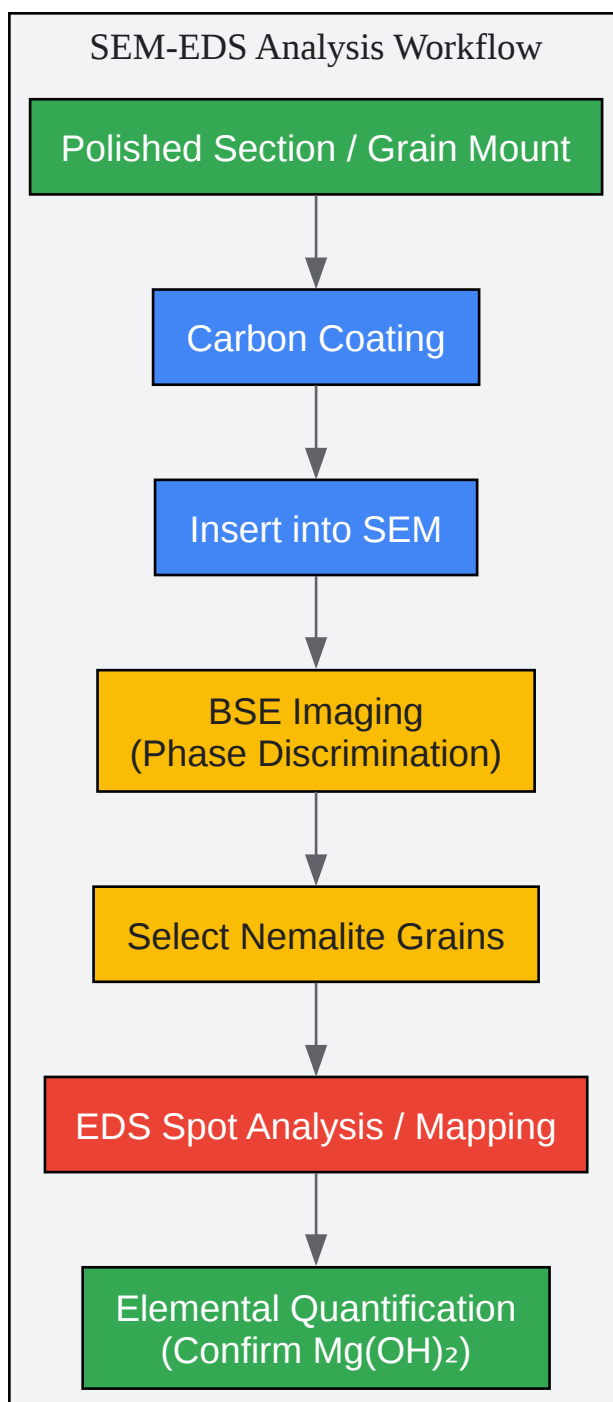 SEM-EDS Analysis Workflow
Polished Section / Grain Mount
Carbon Coating
Insert into SEM
BSE Imaging
(Phase Discrimination)
Select Nemalite Grains
EDS Spot Analysis / Mapping
Elemental Quantification
(Confirm Mg(OH)₂)